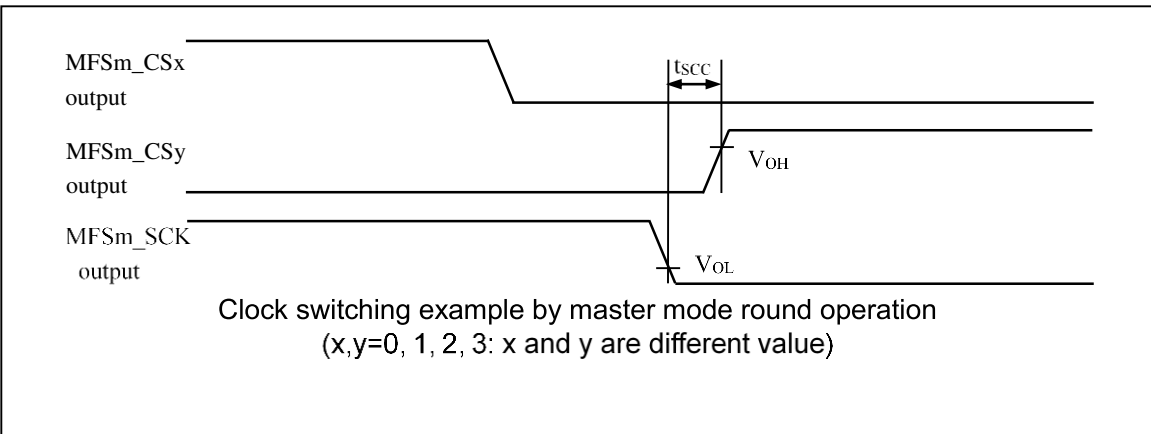 MFSm_CSx
output
tSCC
MFSm_CSy
output
VOH
MFSm_SCK
output
VOL
Clock switching example by master mode round operation
(x,y=0, 1, 2, 3: x and y are different value)